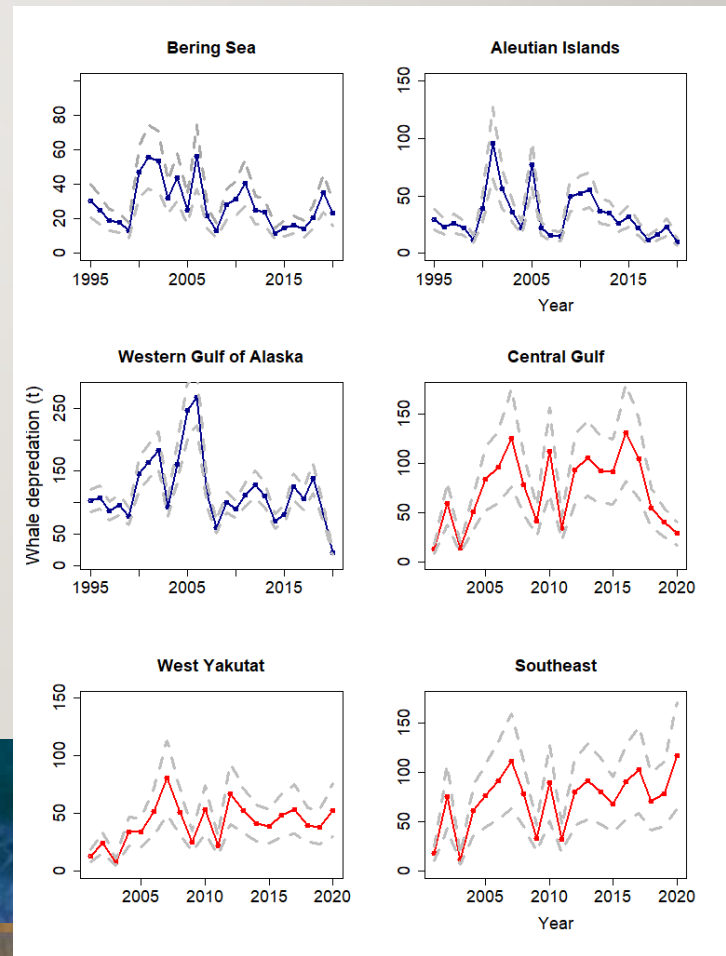 Bering Sea
Aleutian Islands
0 20 40 60 80
0 50 100 150
1995 2005 2015
1995 2005 2015
Year
Western Gulf of Alaska
Central Gulf
Whale depredation (t)
0 50 150 250
0 50 100 150
1995 2005 2015
2005 2010 2015 2020
West Yakutat
Southeast
0 50 100 150
0 50 100 150
2005 2010 2015 2020
2005 2010 2015 2020
Year